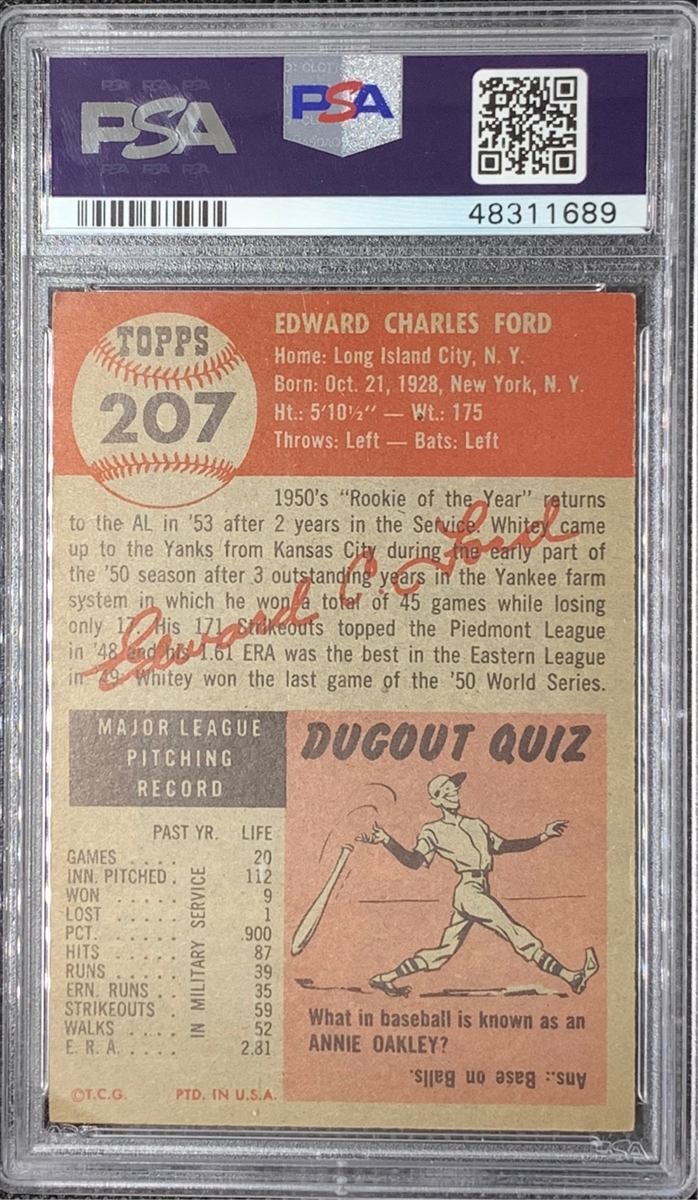 PSA
PSA
48311689
TOPPS
207
EDWARD CHARLES FORD
Home: Long Island City, N. Y.
Born: Oct. 21, 1928, New York, N. Y.
Ht.: 5'10½" — Wt.: 175
Throws: Left — Bats: Left
1950's "Rookie of the Year" returns
to the AL in '53 after 2 years in the Service. Whitey came
up to the Yanks from Kansas City during the early part of
the '50 season after 3 outstanding years in the Yankee farm
system in which he won a total of 45 games while losing
only 17. His 171 Strikeouts topped the Piedmont League
in '48 and his 1.61 ERA was the best in the Eastern League
in '49. Whitey won the last game of the '50 World Series.
Edward C. Ford
MAJOR LEAGUE
PITCHING
RECORD
PAST YR. LIFE
GAMES . . . . 20
INN. PITCHED . 112
WON . . . . . 9
LOST . . . . . 1
PCT. . . . . . .900
HITS . . . . . 87
RUNS . . . . . 39
ERN. RUNS . . 35
STRIKEOUTS . 59
WALKS . . . . 52
E. R. A. . . . . 2.81
IN MILITARY SERVICE
©T.C.G. PTD. IN U.S.A.
DUGOUT QUIZ
What in baseball is known as an
ANNIE OAKLEY?
Ans.: Base on Balls.